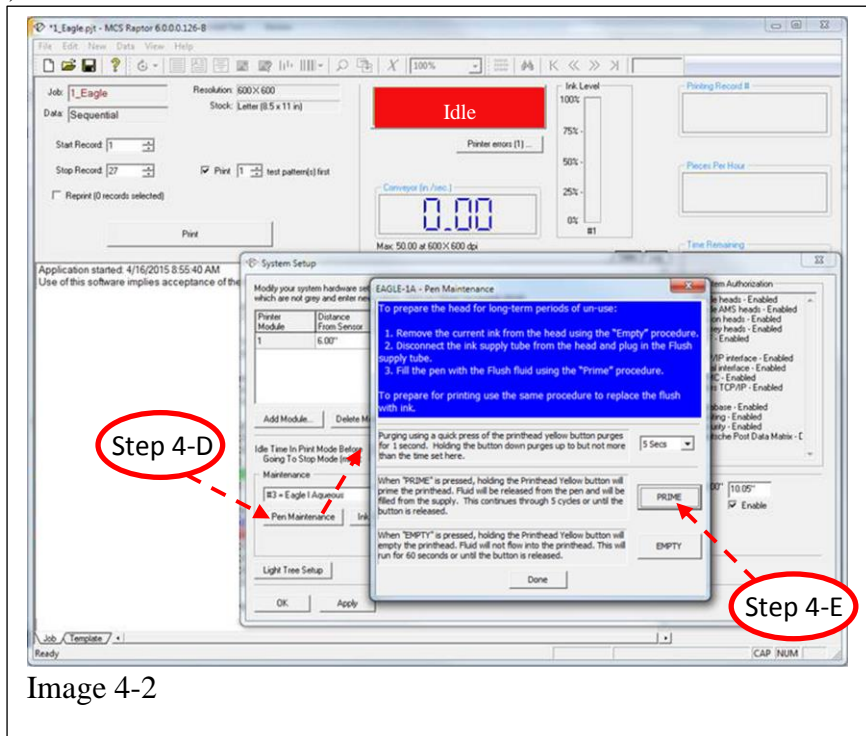 *1_Eagle.pjt - MCS Raptor 6.0.0.126-B
File Edit New Data View Help
100%
Job: 1_Eagle
Resolution: 600 X 600
Data: Sequential
Stock: Letter (8.5 x 11 in)
Idle
Ink Level
100%
75%
50%
25%
0%
#1
Printing Record #
Start Record: 1
Printer errors (1) ...
Stop Record: 27
Print 1 test pattern(s) first
Pieces Per Hour
Reprint (0 records selected)
Conveyor (in./sec.)
0.00
Print
Max: 50.00 at 600 X 600 dpi
Time Remaining
Application started: 4/16/2015 8:55:40 AM
Use of this software implies acceptance of the
System Setup
Modify your system hardware
which are not grey and enter
Printer Module
Distance From Sensor
1 6.00"
Add Module...
Delete
Idle Time In Print Mode Before
Going To Stop Mode
Maintenance
#3 = Eagle I Aqueous
Pen Maintenance
Ink
Light Tree Setup
OK
Apply
EAGLE-1A - Pen Maintenance
To prepare the head for long-term periods of un-use:
1. Remove the current ink from the head using the "Empty" procedure.
2. Disconnect the ink supply tube from the head and plug in the Flush
supply tube.
3. Fill the pen with the Flush fluid using the "Prime" procedure.
To prepare for printing use the same procedure to replace the flush
with ink.
Purging using a quick press of the printhead yellow button purges
for 1 second. Holding the button down purges up to but not more
than the time set here.
5 Secs
When "PRIME" is pressed, holding the Printhead Yellow button will
prime the printhead. Fluid will be released from the pen and will be
filled from the supply. This continues through 5 cycles or until the
button is released.
PRIME
When "EMPTY" is pressed, holding the Printhead Yellow button will
empty the printhead. Fluid will not flow into the printhead. This will
run for 60 seconds or until the button is released.
EMPTY
Done
Authorization
heads - Enabled
AMS heads - Enabled
heads - Enabled
heads - Enabled
- Enabled
/IP interface - Enabled
interface - Enabled
- Enabled
TCP/IP - Enabled
- Enabled
- Enabled
- Enabled
Post Data Matrix -
10.05"
Enable
Step 4-D
Step 4-E
Job Template
Ready
CAP NUM
Image 4-2